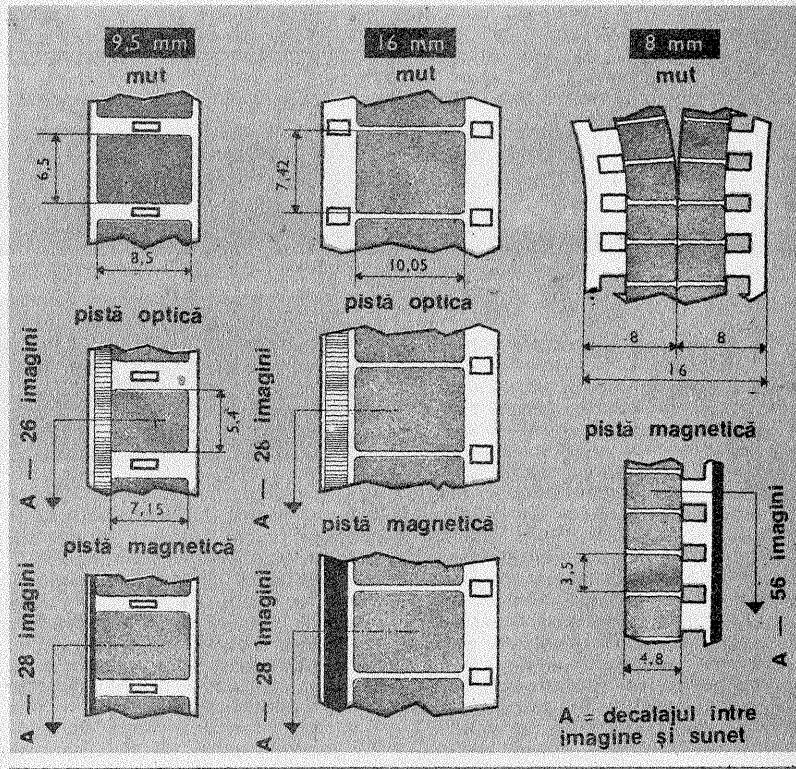 9,5 mm
mut
6,5
8,5
pistă optică
A — 26 imagini
5,4
7,15
pistă magnetică
A — 28 imagini
16 mm
mut
7,42
10,05
pistă optica
A — 26 imagini
pistă magnetică
A — 28 imagini
8 mm
mut
8
8
16
pistă magnetică
3,5
4,8
A — 56 imagini
A = decalajul între
imagine și sunet